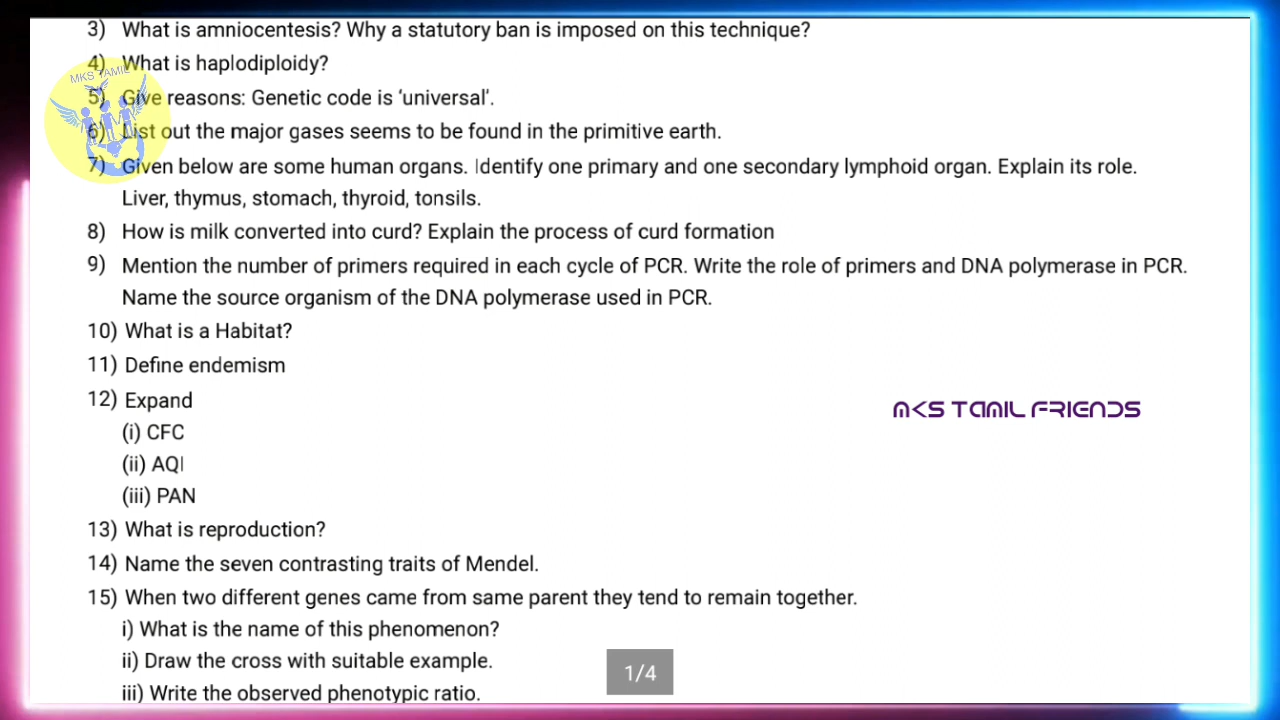 3) What is amniocentesis? Why a statutory ban is imposed on this technique?
4) What is haplodiploidy?
MKS TAMIL
5) Give reasons: Genetic code is ‘universal’.
6) List out the major gases seems to be found in the primitive earth.
7) Given below are some human organs. Identify one primary and one secondary lymphoid organ. Explain its role.
Liver, thymus, stomach, thyroid, tonsils.
8) How is milk converted into curd? Explain the process of curd formation
9) Mention the number of primers required in each cycle of PCR. Write the role of primers and DNA polymerase in PCR.
Name the source organism of the DNA polymerase used in PCR.
10) What is a Habitat?
11) Define endemism
12) Expand
MKS TAMIL FRIENDS
(i) CFC
(ii) AQI
(iii) PAN
13) What is reproduction?
14) Name the seven contrasting traits of Mendel.
15) When two different genes came from same parent they tend to remain together.
i) What is the name of this phenomenon?
ii) Draw the cross with suitable example.
1/4
iii) Write the observed phenotypic ratio.